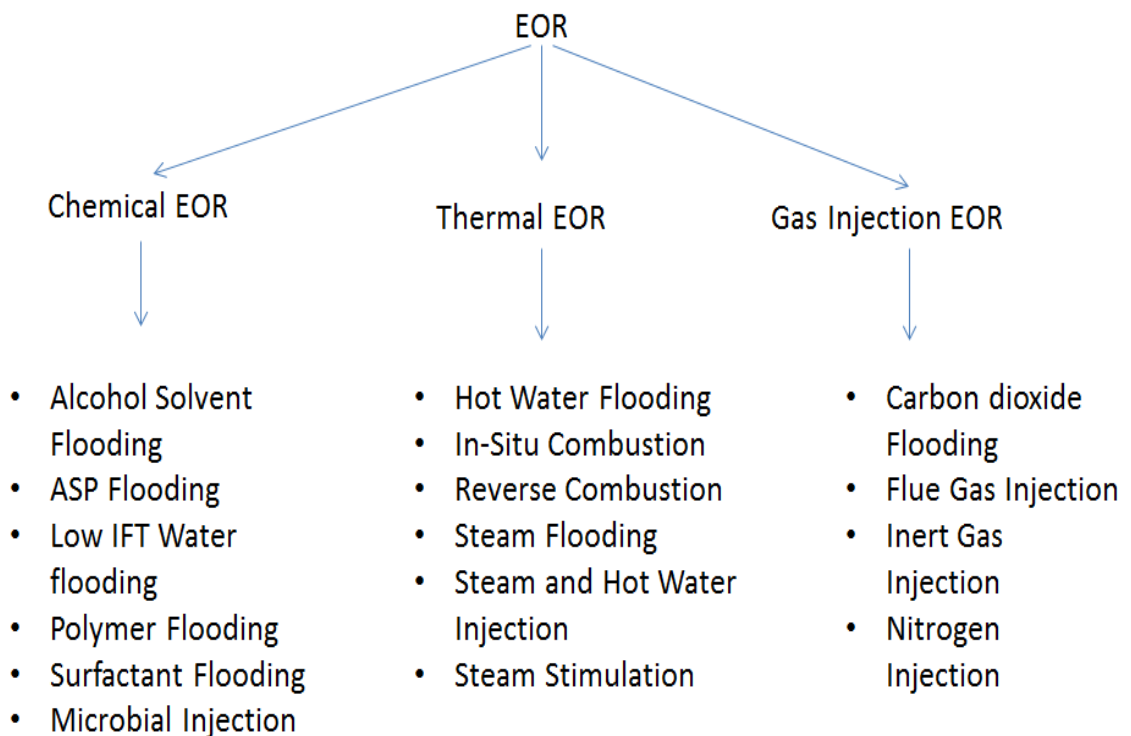 EOR
Chemical EOR
Thermal EOR
Gas Injection EOR
• Alcohol Solvent
Flooding
• ASP Flooding
• Low IFT Water
flooding
• Polymer Flooding
• Surfactant Flooding
• Microbial Injection
• Hot Water Flooding
• In-Situ Combustion
• Reverse Combustion
• Steam Flooding
• Steam and Hot Water
Injection
• Steam Stimulation
• Carbon dioxide
Flooding
• Flue Gas Injection
• Inert Gas
Injection
• Nitrogen
Injection